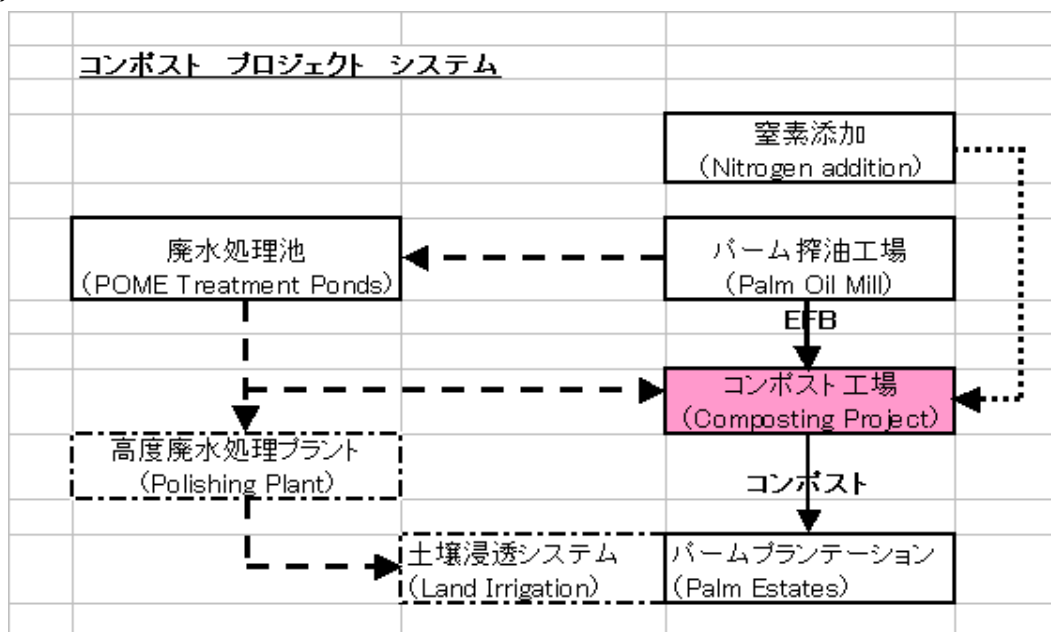 コンポスト プロジェクト システム
窒素添加
(Nitrogen addition)
廃水処理池
(POME Treatment Ponds)
パーム搾油工場
(Palm Oil Mill)
EFB
コンポスト工場
(Composting Project)
高度廃水処理プラント
(Polishing Plant)
コンポスト
土壌浸透システム
(Land Irrigation)
パームプランテーション
(Palm Estates)